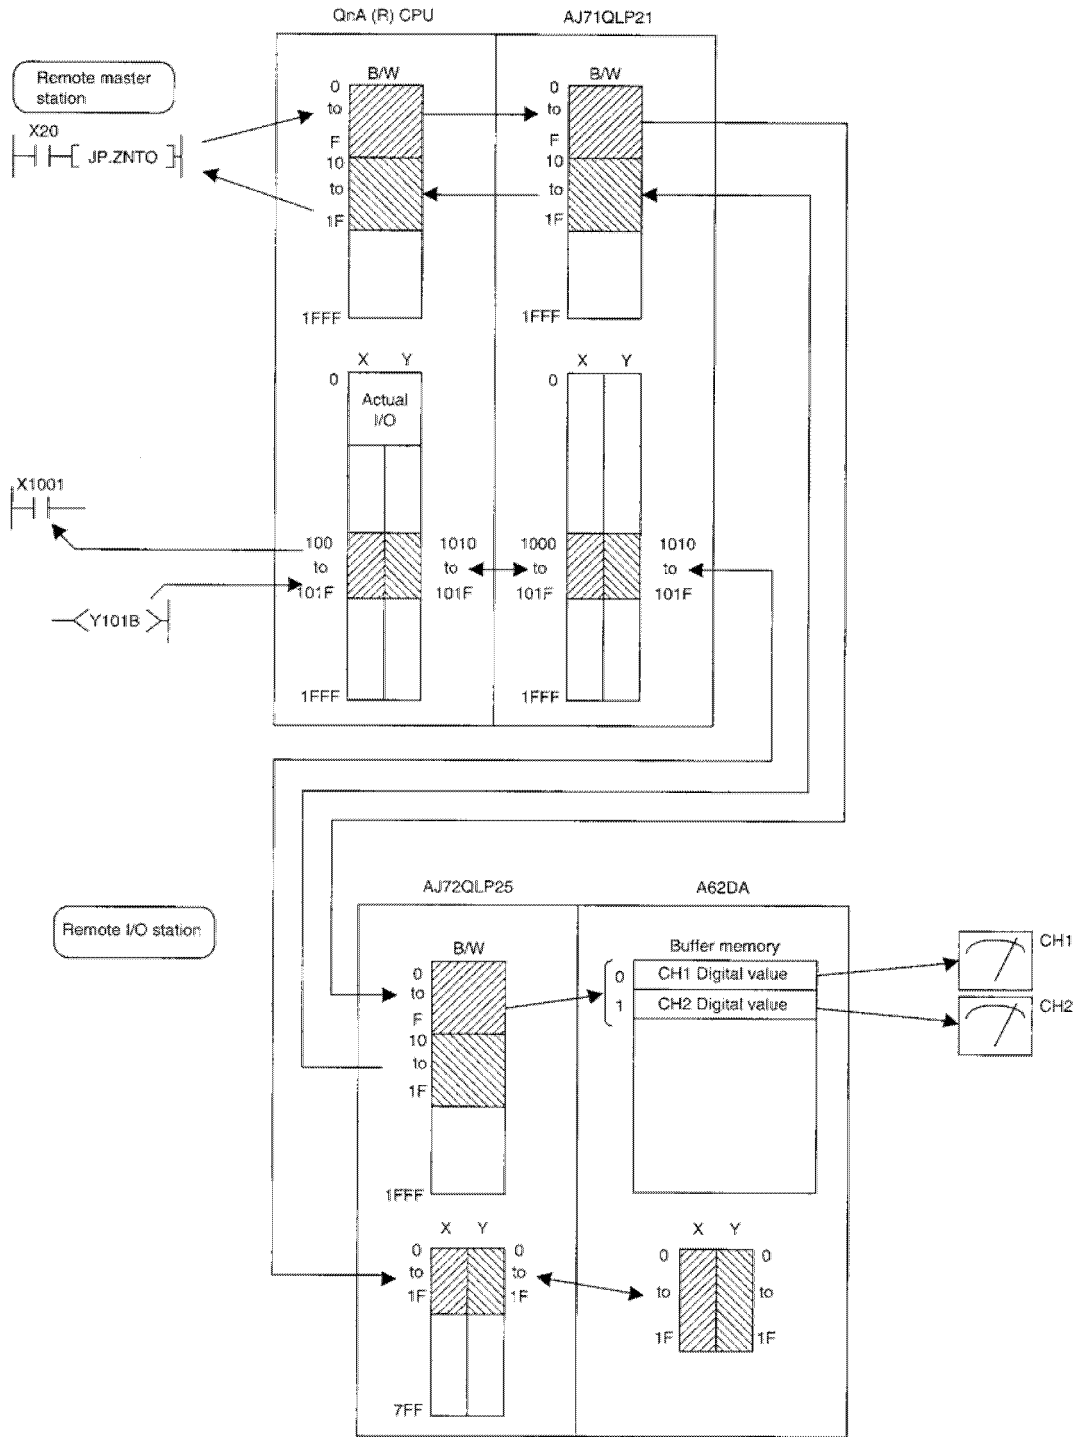 QnA (R) CPU
AJ71QLP21
Remote master
station
X20
JP.ZNTO
B/W
0
to
F
10
to
1F
1FFF
B/W
0
to
F
10
to
1F
1FFF
X Y
0
Actual
I/O
X Y
0
X1001
100
to
101F
1010
to
101F
1000
to
101F
1010
to
101F
Y101B
1FFF
1FFF
AJ72QLP25
A62DA
Remote I/O station
B/W
0
to
F
10
to
1F
1FFF
Buffer memory
0
CH1 Digital value
1
CH2 Digital value
CH1
CH2
X Y
0
to
1F
0
to
1F
7FF
X Y
0
to
1F
0
to
1F